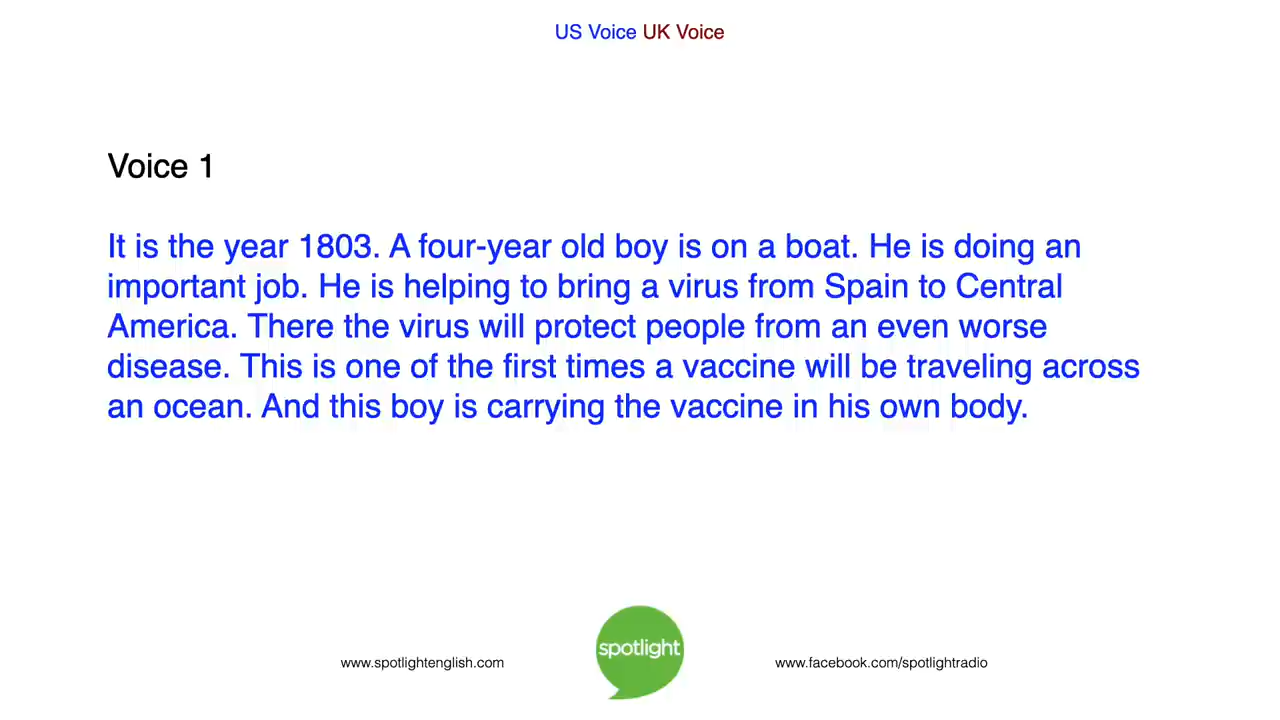 US Voice UK Voice
Voice 1
It is the year 1803. A four-year old boy is on a boat. He is doing an
important job. He is helping to bring a virus from Spain to Central
America. There the virus will protect people from an even worse
disease. This is one of the first times a vaccine will be traveling across
an ocean. And this boy is carrying the vaccine in his own body.
spotlight
www.spotlightenglish.com
www.facebook.com/spotlightradio